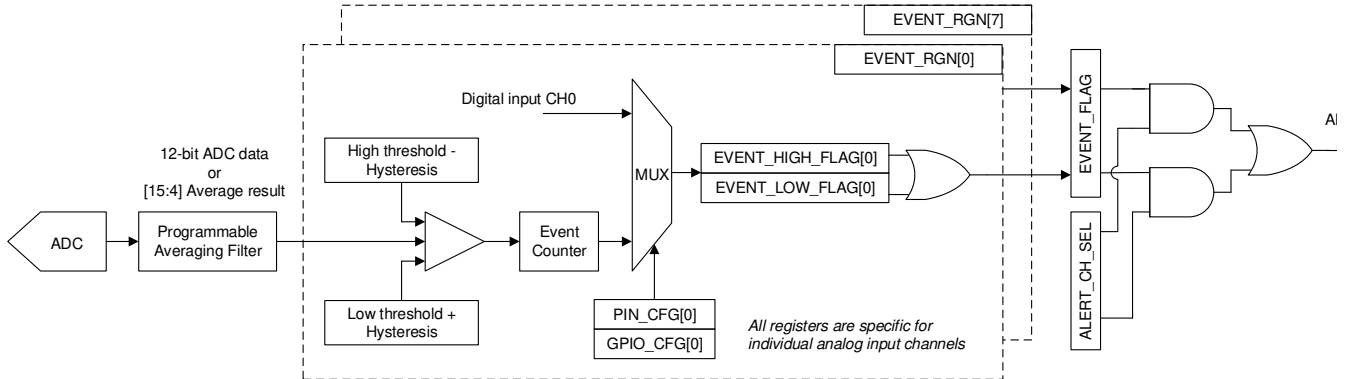 EVENT_RGN[7]
EVENT_RGN[0]
Digital input CH0
12-bit ADC data
or
[15:4] Average result
High threshold -
Hysteresis
MUX
EVENT_HIGH_FLAG[0]
EVENT_LOW_FLAG[0]
EVENT_FLAG
ADC
Programmable
Averaging Filter
Event
Counter
Low threshold +
Hysteresis
PIN_CFG[0]
GPIO_CFG[0]
All registers are specific for
individual analog input channels
ALERT_CH_SEL